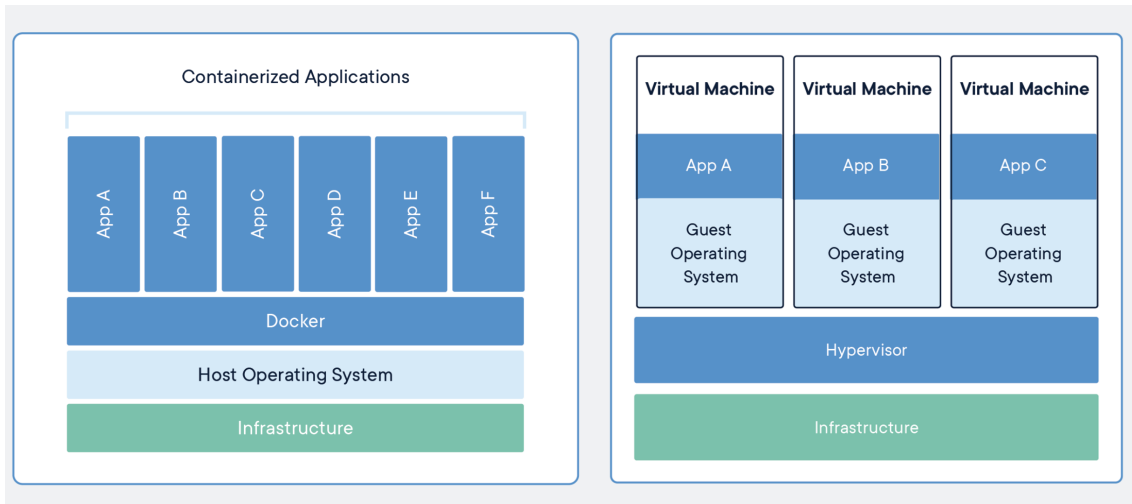 Containerized Applications
App A
App B
App C
App D
App E
App F
Docker
Host Operating System
Infrastructure
Virtual Machine
App A
Guest
Operating
System
Virtual Machine
App B
Guest
Operating
System
Virtual Machine
App C
Guest
Operating
System
Hypervisor
Infrastructure